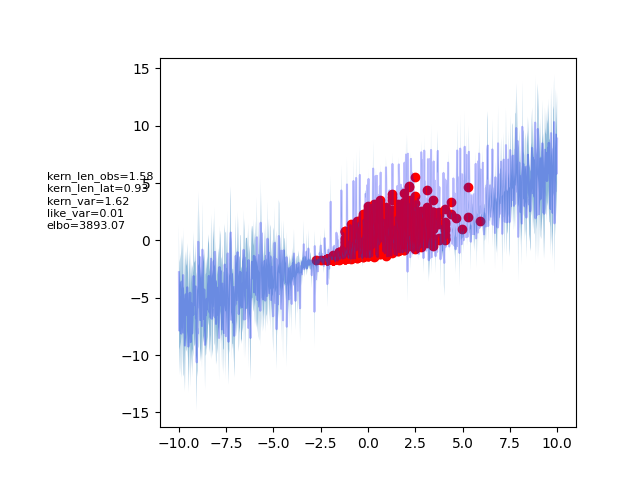 15
10
5
0
−5
−10
−15
kern_len_obs=1.58
kern_len_lat=0.93
kern_var=1.62
like_var=0.01
elbo=3893.07
−10.0 −7.5 −5.0 −2.5 0.0 2.5 5.0 7.5 10.0